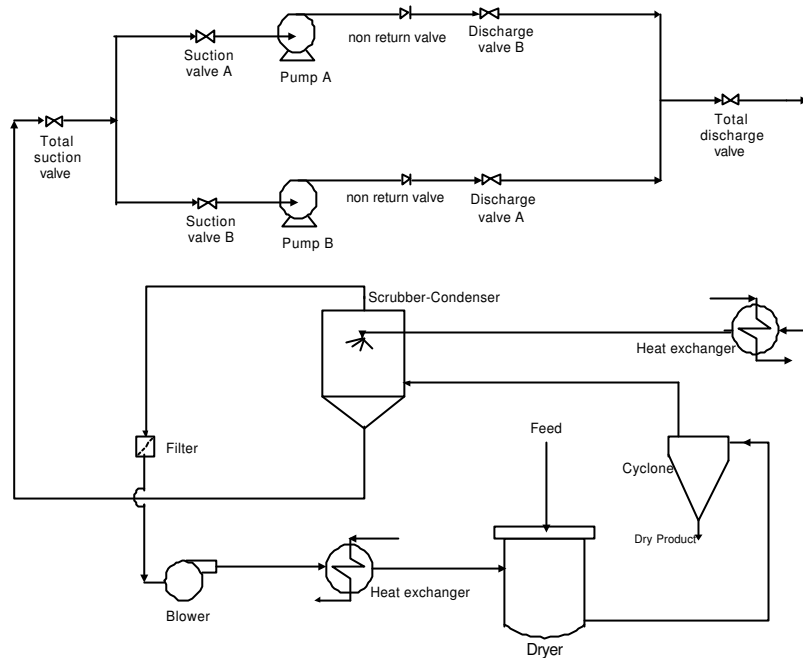 non return valve
Discharge
valve B
Suction
valve A
Pump A
Total
suction
valve
Total
discharge
valve
non return valve
Discharge
valve A
Suction
valve B
Pump B
Scrubber-Condenser
Heat exchanger
Feed
Filter
Cyclone
Dry Product
Heat exchanger
Blower
Dryer